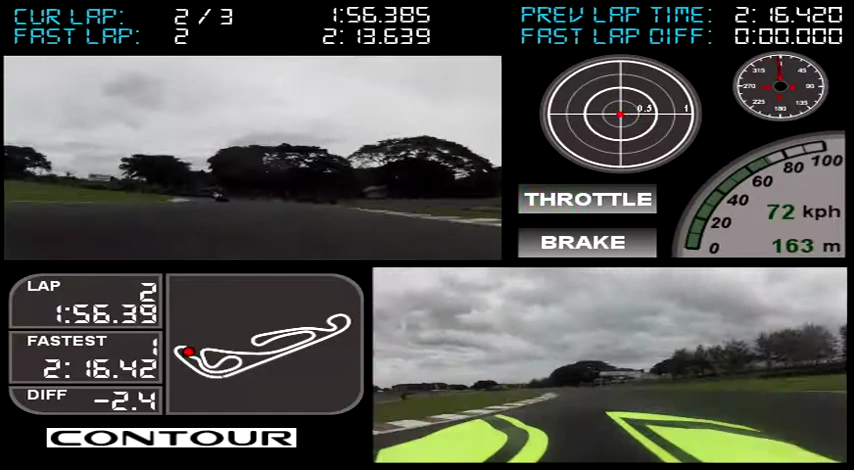 CUR LAP: 2 / 3 1:56.385 PREV LAP TIME: 2:16.420
FAST LAP: 2 2:13.639 FAST LAP DIFF: 0:00.000
0.5 1
315 45
270 90
225 180 135
THROTTLE
BRAKE
0 20 40 60 80 100
72 kph
163 m
LAP 2
1:56.39
FASTEST 1
2:16.42
DIFF -2.4
CONTOUR